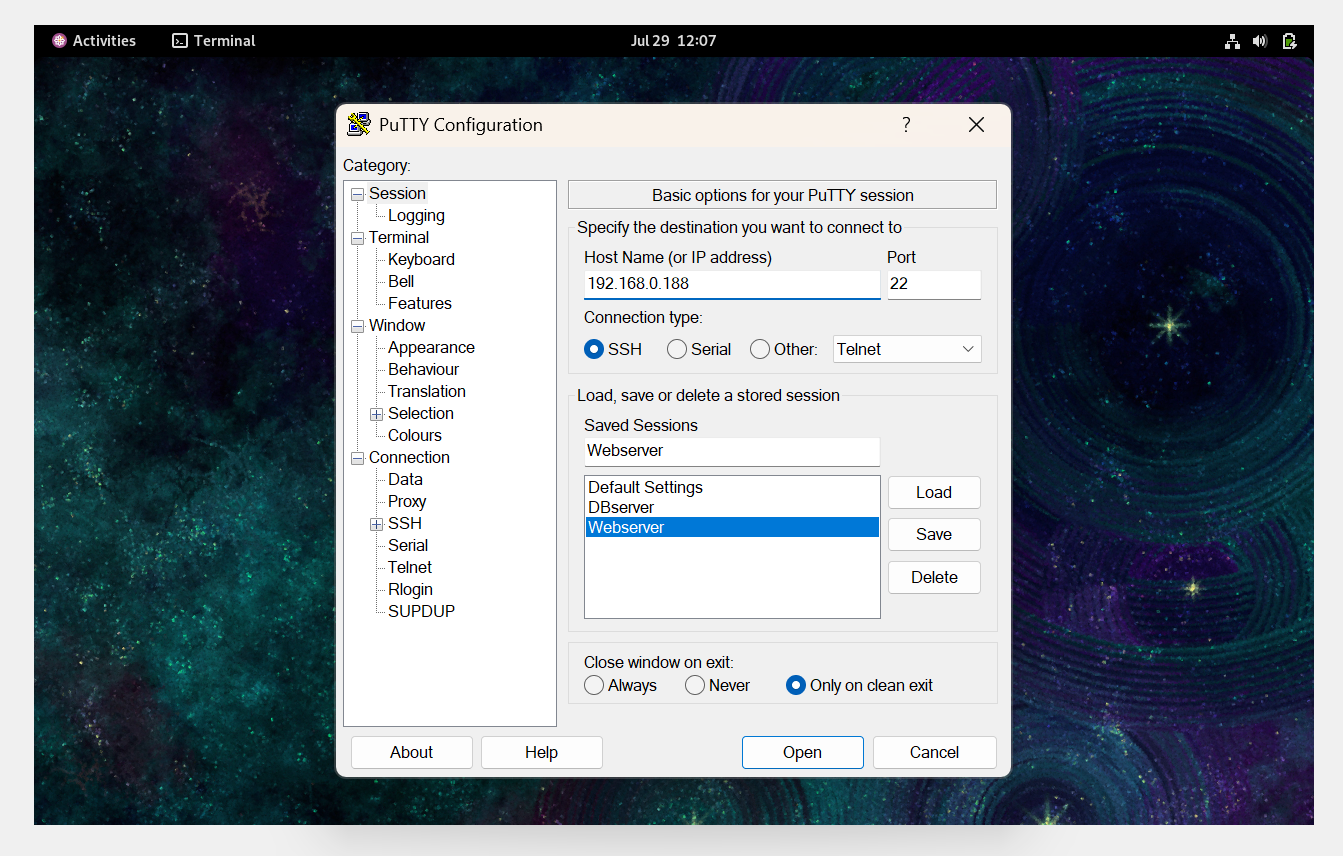 Activities Terminal Jul 29 12:07
PuTTY Configuration ?
Category:
Session
Logging
Terminal
Keyboard
Bell
Features
Window
Appearance
Behaviour
Translation
Selection
Colours
Connection
Data
Proxy
SSH
Serial
Telnet
Rlogin
SUPDUP
Basic options for your PuTTY session
Specify the destination you want to connect to
Host Name (or IP address) Port
192.168.0.188 22
Connection type:
SSH Serial Other: Telnet
Load, save or delete a stored session
Saved Sessions
Webserver
Default Settings
DBserver
Webserver
Load
Save
Delete
Close window on exit:
Always Never Only on clean exit
About Help Open Cancel